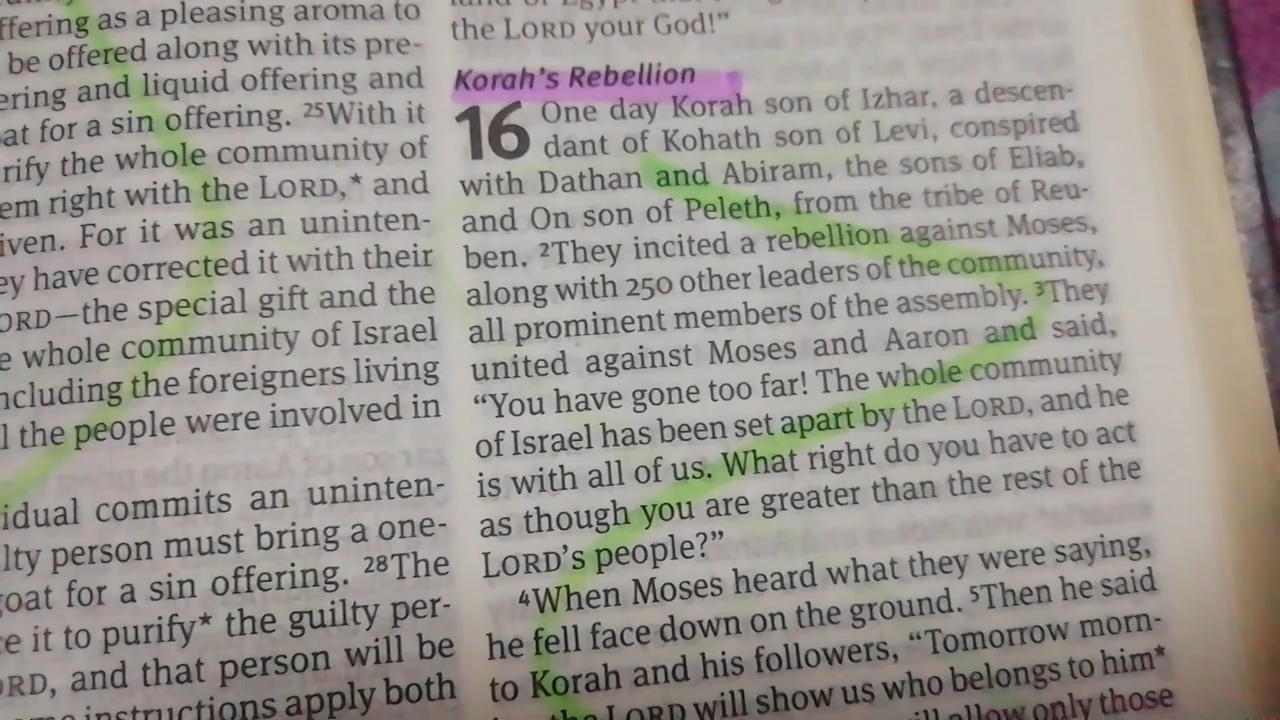 ffering as a pleasing aroma to
be offered along with its pre-
ering and liquid offering and
at for a sin offering. ²⁵With it
rify the whole community of
em right with the LORD,* and
iven. For it was an uninten-
ey have corrected it with their
ORD—the special gift and the
e whole community of Israel
ncluding the foreigners living
l the people were involved in
idual commits an uninten-
lty person must bring a one-
oat for a sin offering. ²⁸The
e it to purify* the guilty per-
ORD, and that person will be
instructions apply both
the LORD your God!”
Korah's Rebellion
16 One day Korah son of Izhar, a descen-
dant of Kohath son of Levi, conspired
with Dathan and Abiram, the sons of Eliab,
and On son of Peleth, from the tribe of Reu-
ben. ²They incited a rebellion against Moses,
along with 250 other leaders of the community,
all prominent members of the assembly. ³They
united against Moses and Aaron and said,
“You have gone too far! The whole community
of Israel has been set apart by the LORD, and he
is with all of us. What right do you have to act
as though you are greater than the rest of the
LORD's people?”
⁴When Moses heard what they were saying,
he fell face down on the ground. ⁵Then he said
to Korah and his followers, “Tomorrow morn-
the LORD will show us who belongs to him*
will allow only those